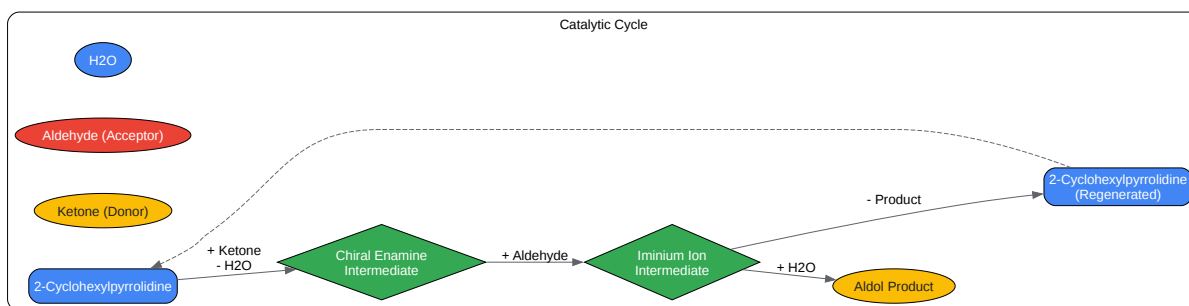 Catalytic Cycle
H2O
Aldehyde (Acceptor)
Ketone (Donor)
2-Cyclohexylpyrrolidine
+ Ketone
- H2O
Chiral Enamine
Intermediate
+ Aldehyde
Iminium Ion
Intermediate
- Product
+ H2O
2-Cyclohexylpyrrolidine
(Regenerated)
Aldol Product